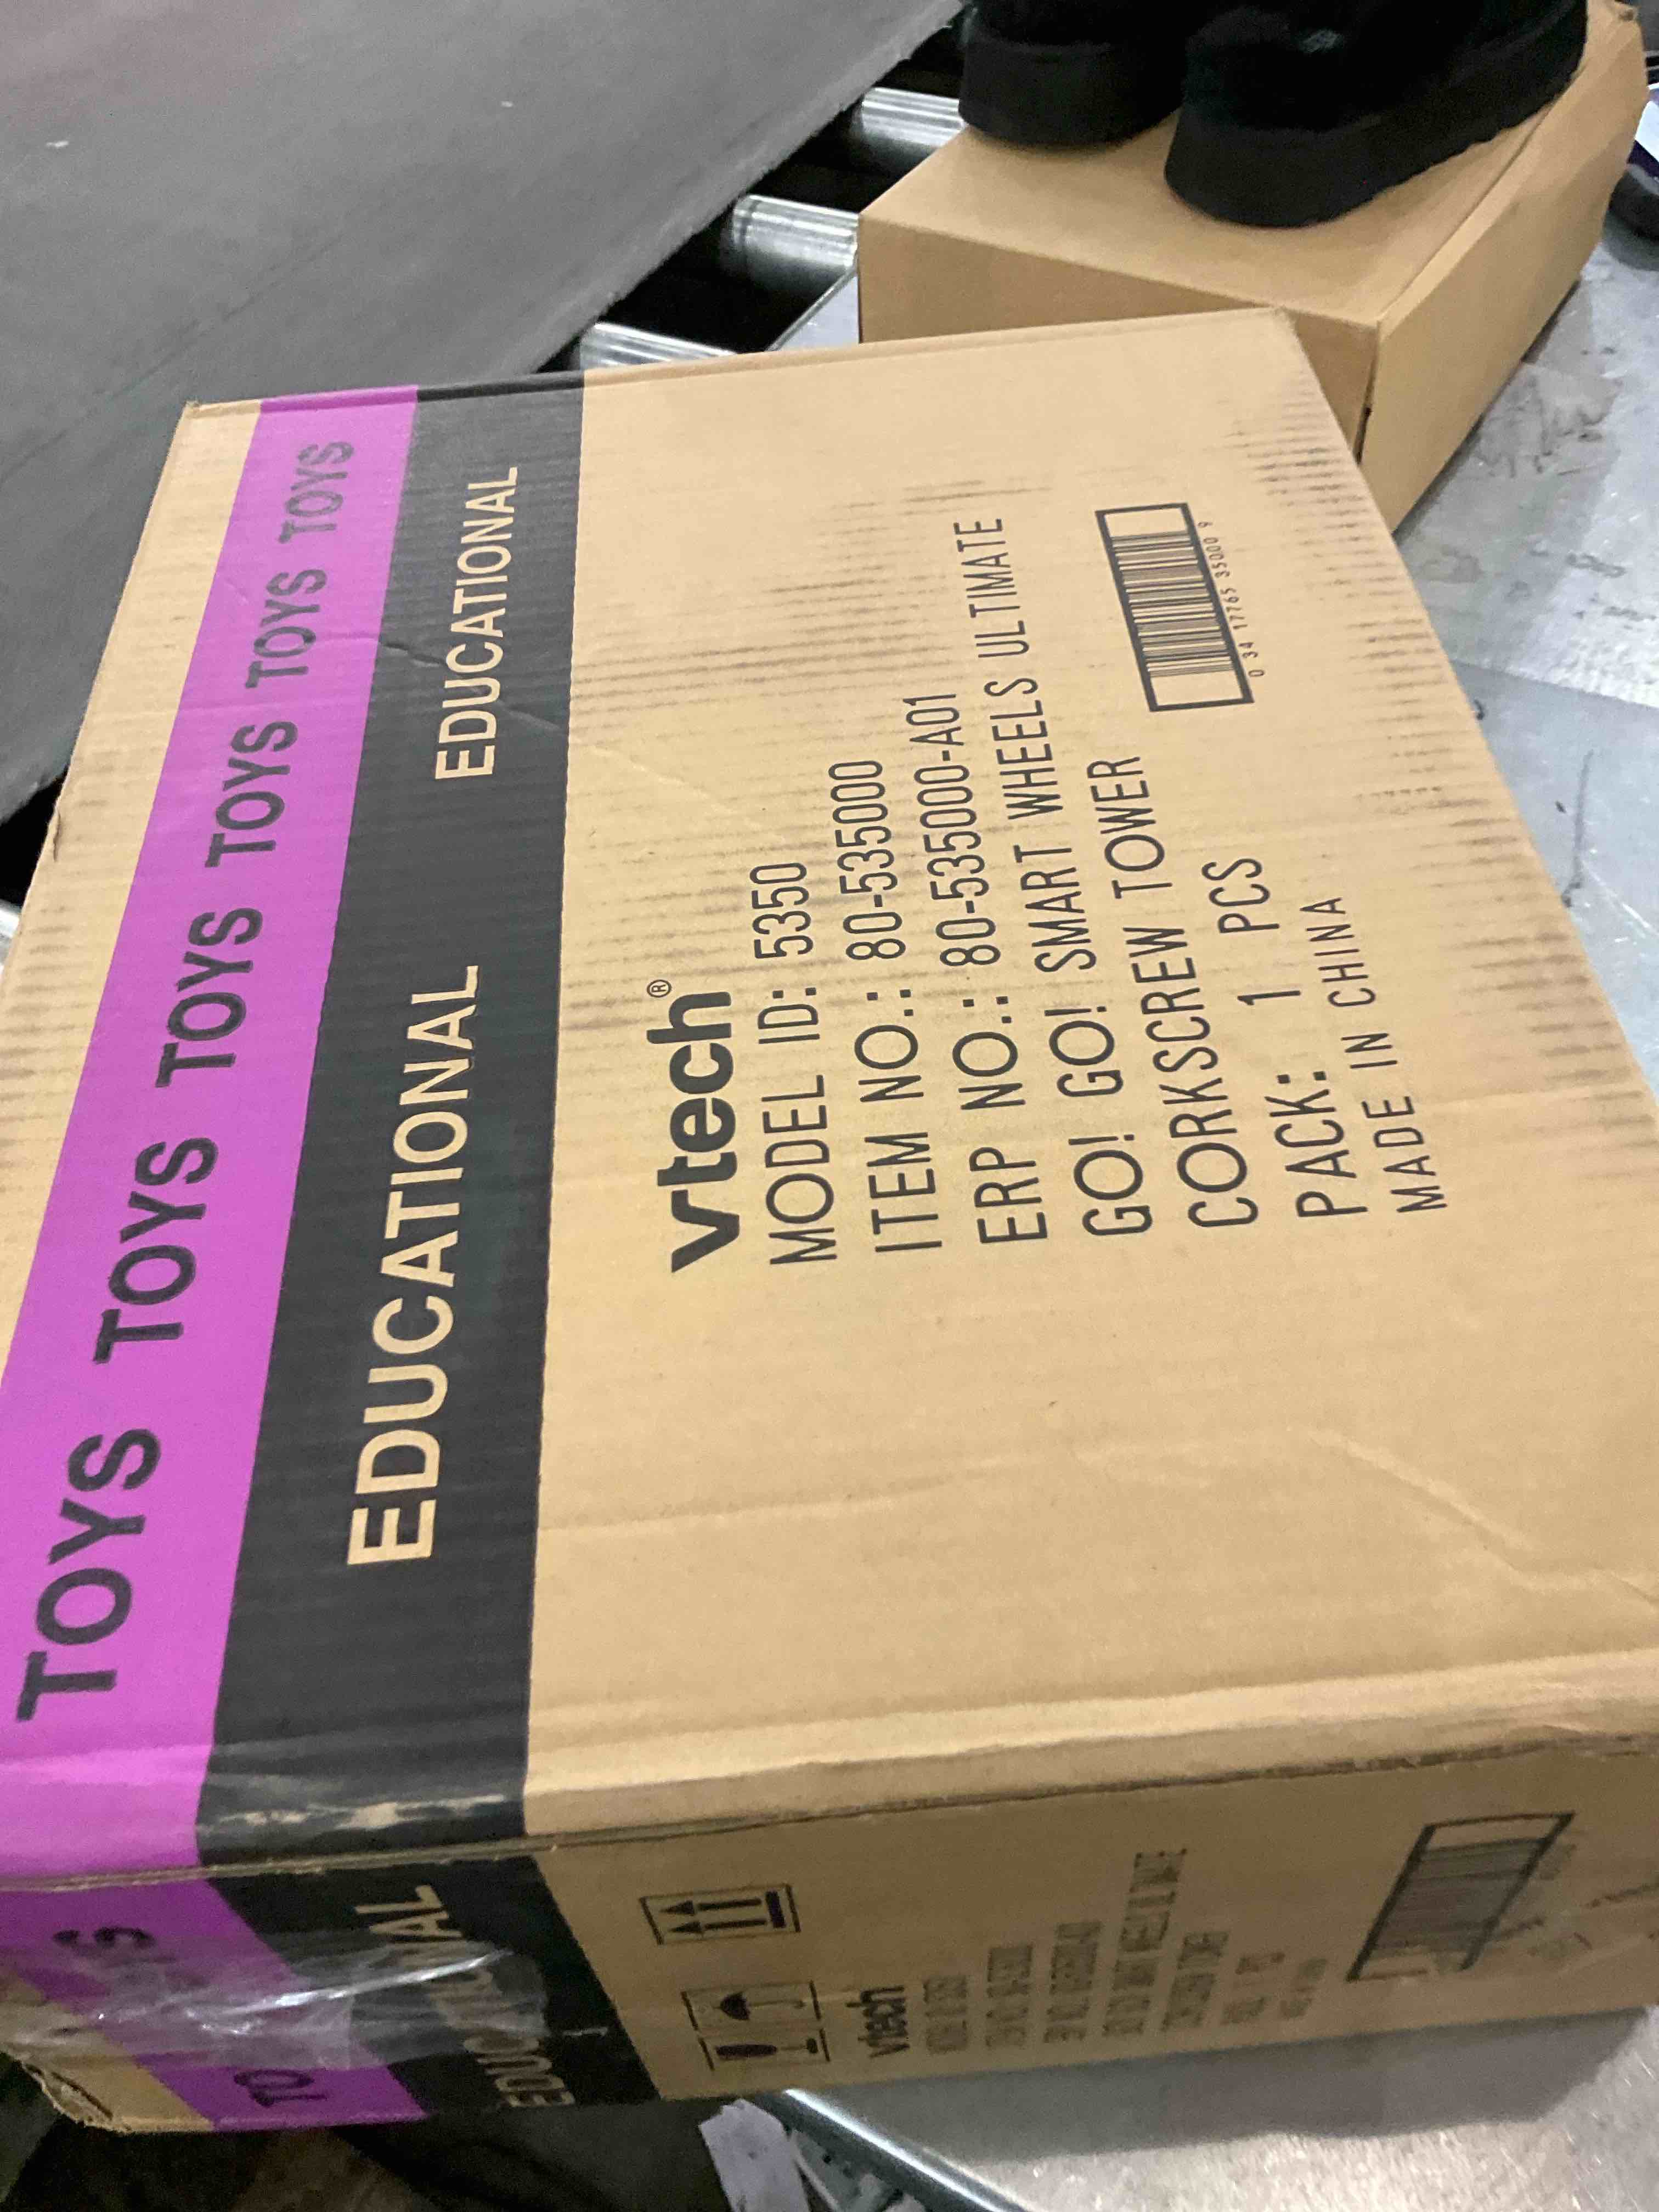 TOYS TOYS TOYS TOYS TOYS TOYS
EDUCATIONAL EDUCATIONAL
vtech®
MODEL ID: 5350
ITEM NO.: 80-535000
ERP NO.: 80-535000-A01
GO! GO! SMART WHEELS ULTIMATE
CORKSCREW TOWER
PACK: 1 PCS
MADE IN CHINA
0 34 17765 35000 9
vtech